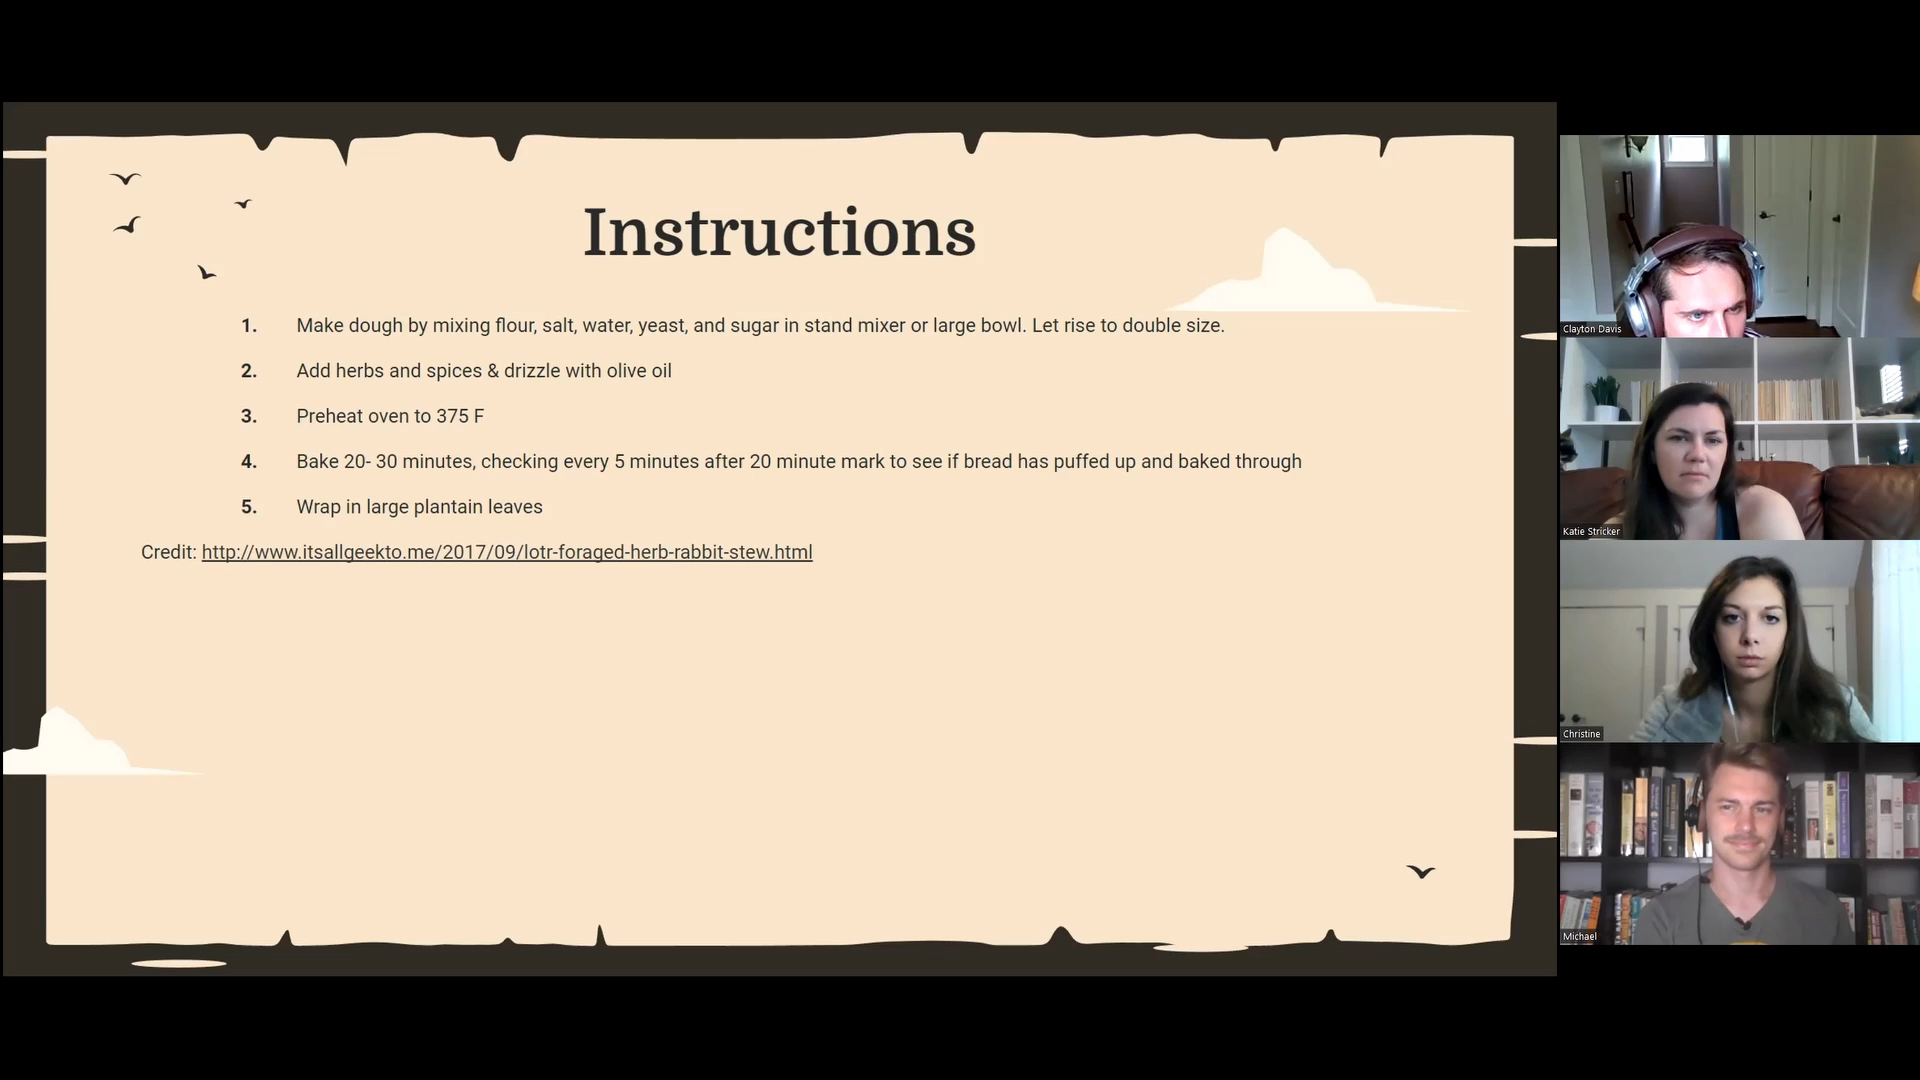 Instructions
1. Make dough by mixing flour, salt, water, yeast, and sugar in stand mixer or large bowl. Let rise to double size.
2. Add herbs and spices & drizzle with olive oil
3. Preheat oven to 375 F
4. Bake 20- 30 minutes, checking every 5 minutes after 20 minute mark to see if bread has puffed up and baked through
5. Wrap in large plantain leaves
Credit: http://www.itsallgeekto.me/2017/09/lotr-foraged-herb-rabbit-stew.html
Clayton Davis
Katie Stricker
Christine
Michael